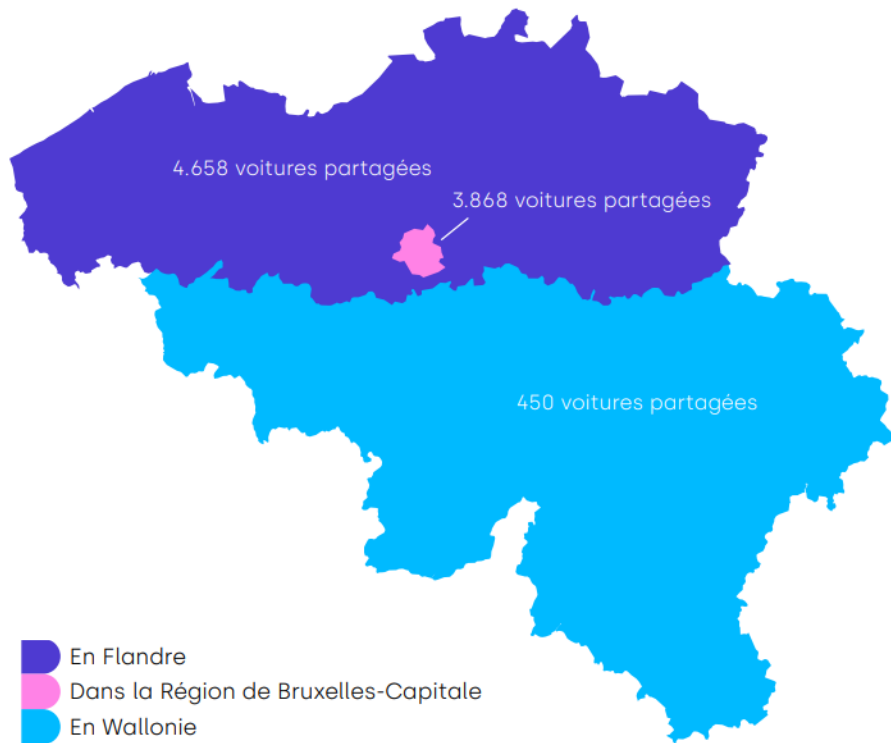 4.658 voitures partagées
3.868 voitures partagées
450 voitures partagées
En Flandre
Dans la Région de Bruxelles-Capitale
En Wallonie